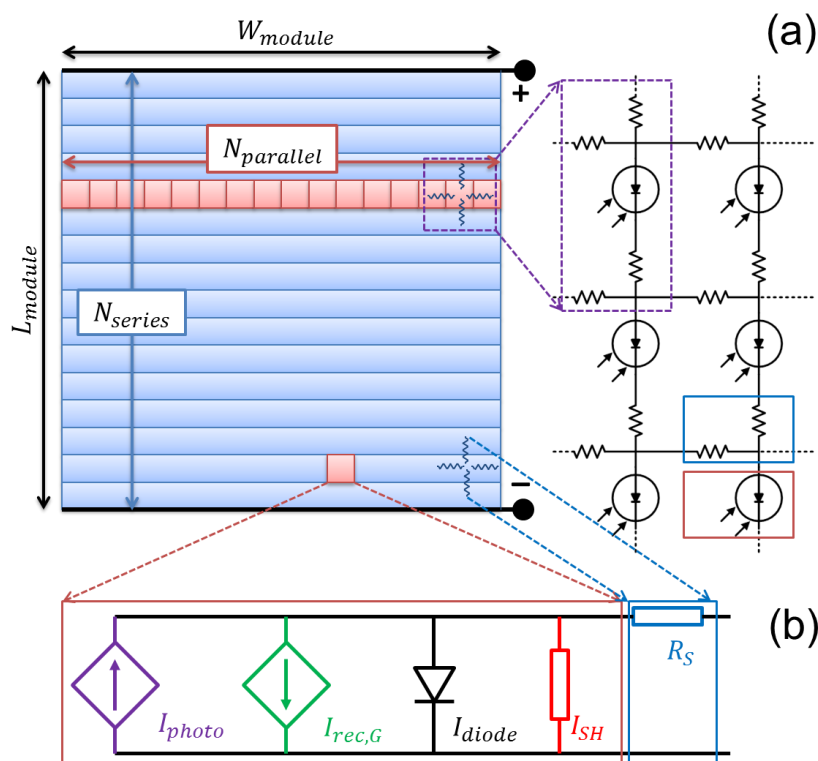 (a)
W_module
+
N_parallel
L_module
N_series
−
(b)
I_photo
I_rec,G
I_diode
I_SH
R_S